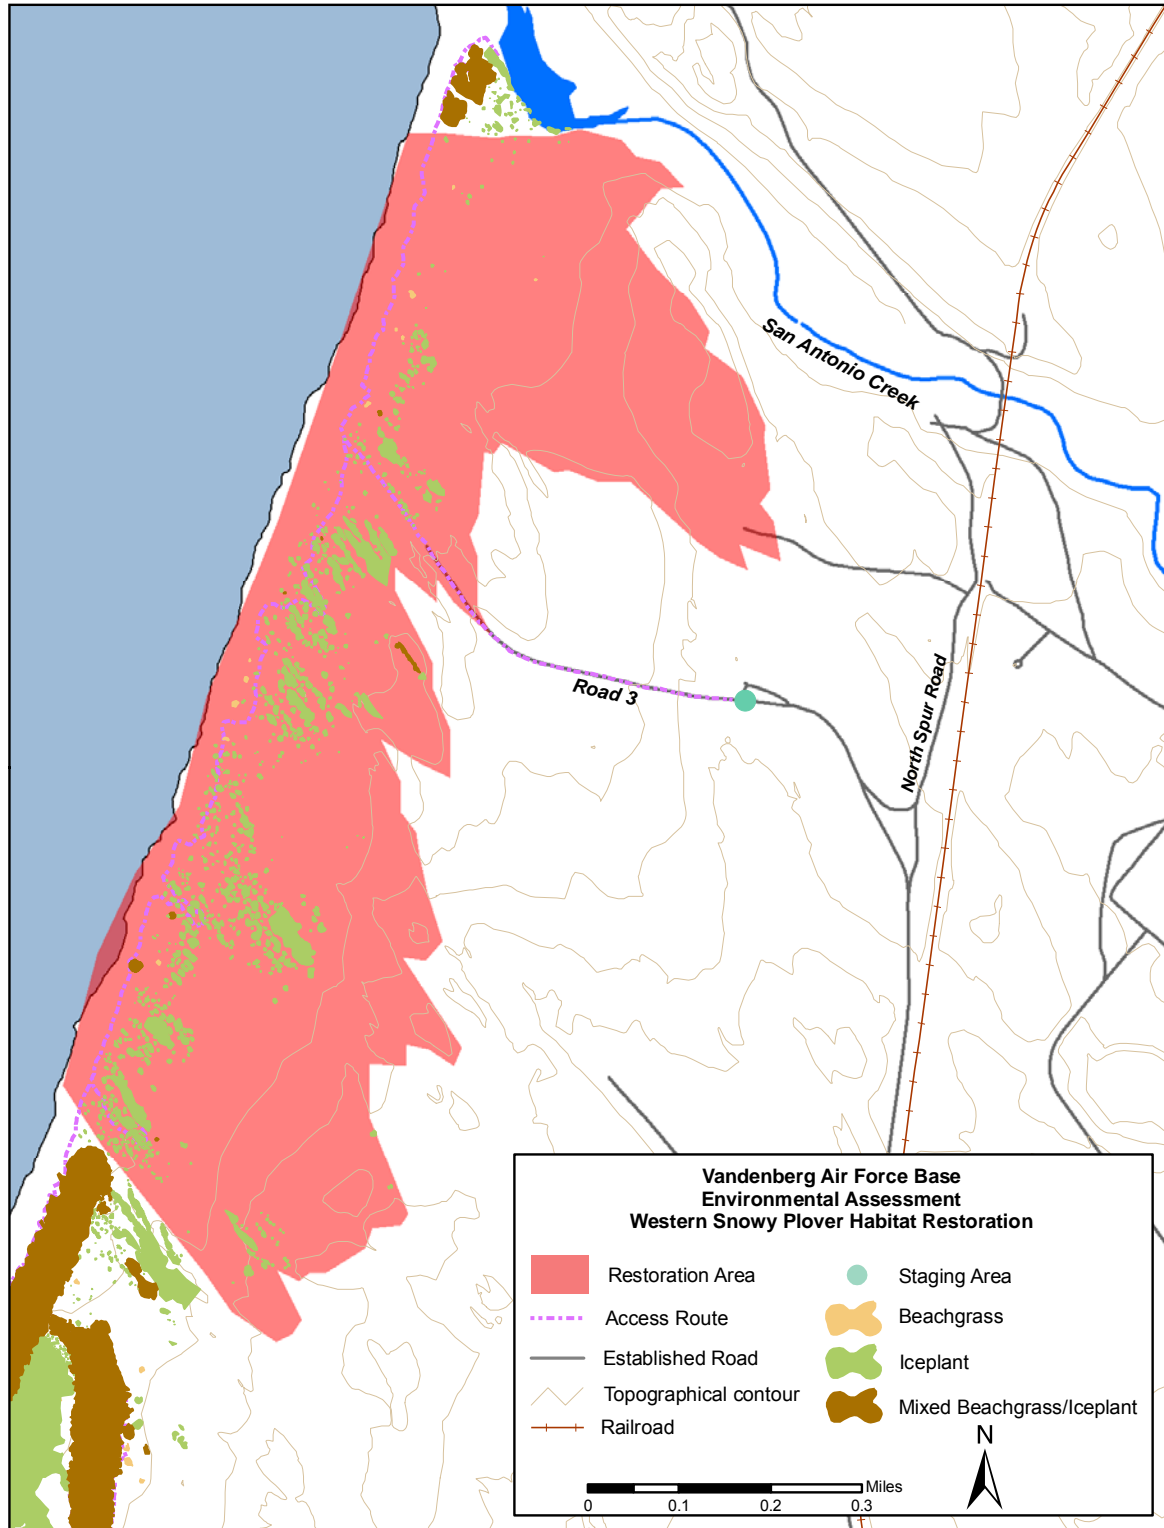 San Antonio Creek
Road 3
North Spur Road
Vandenberg Air Force Base
Environmental Assessment
Western Snowy Plover Habitat Restoration
Restoration Area
Staging Area
Access Route
Beachgrass
Established Road
Iceplant
Topographical contour
Mixed Beachgrass/Iceplant
Railroad
N
Miles
0 0.1 0.2 0.3